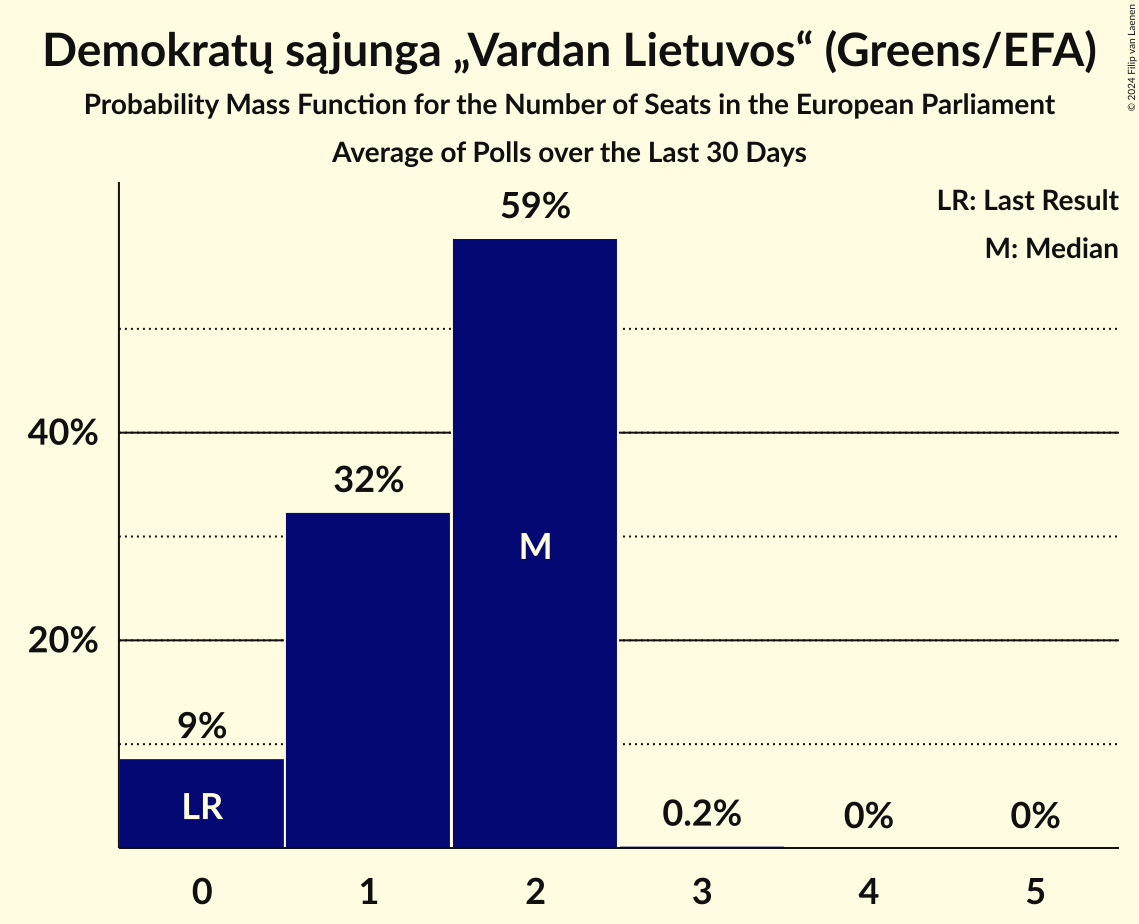 Demokratų sąjunga „Vardan Lietuvos“ (Greens/EFA)
Probability Mass Function for the Number of Seats in the European Parliament
Average of Polls over the Last 30 Days
© 2024 Filip van Laenen
LR: Last Result
M: Median
59%
40%
32%
M
20%
9%
LR
0.2%
0%
0%
0 1 2 3 4 5